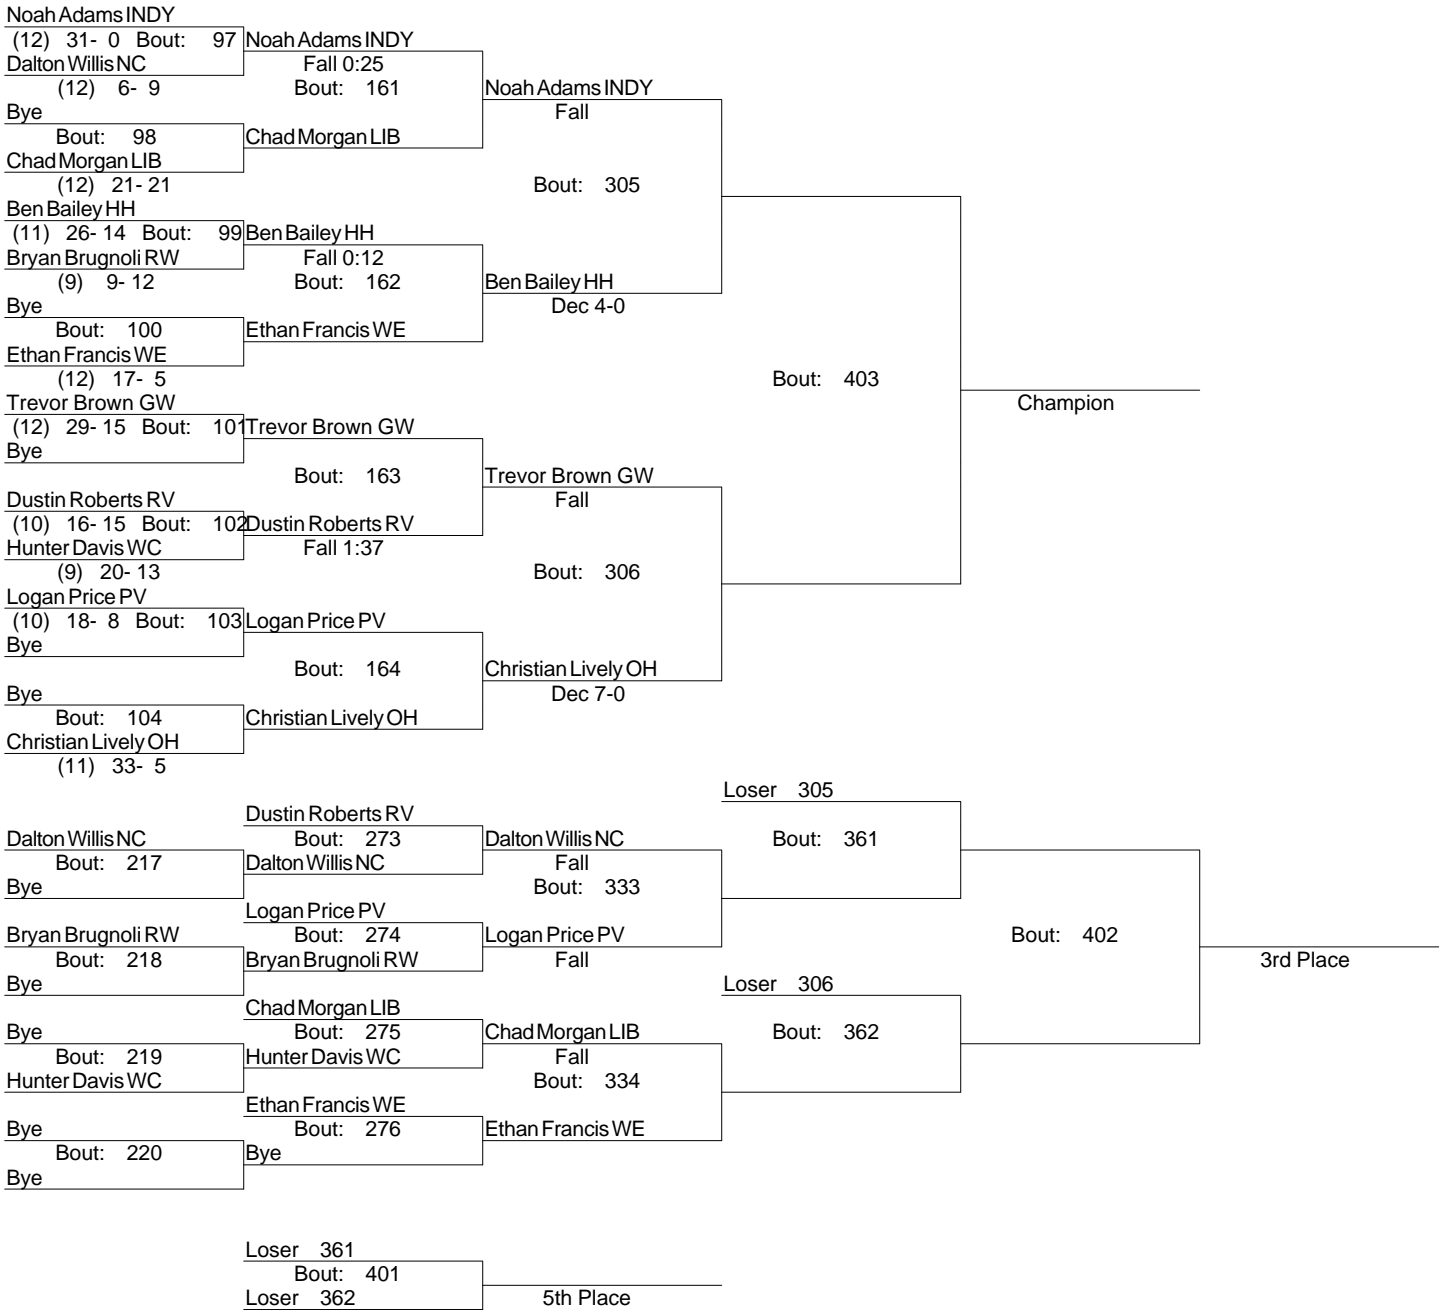 Noah Adams INDY
(12) 31- 0 Bout: 97 Noah Adams INDY
Dalton Willis NC Fall 0:25
(12) 6- 9 Bout: 161 Noah Adams INDY
Bye Fall
Bout: 98 Chad Morgan LIB
Chad Morgan LIB
(12) 21- 21 Bout: 305
Ben Bailey HH
(11) 26- 14 Bout: 99 Ben Bailey HH
Bryan Brugnoli RW Fall 0:12
(9) 9- 12 Bout: 162 Ben Bailey HH
Bye Dec 4-0
Bout: 100 Ethan Francis WE
Ethan Francis WE
(12) 17- 5 Bout: 403
Trevor Brown GW Champion
(12) 29- 15 Bout: 101 Trevor Brown GW
Bye
Bout: 163 Trevor Brown GW
Dustin Roberts RV Fall
(10) 16- 15 Bout: 102 Dustin Roberts RV
Hunter Davis WC Fall 1:37
(9) 20- 13 Bout: 306
Logan Price PV
(10) 18- 8 Bout: 103 Logan Price PV
Bye
Bout: 164 Christian Lively OH
Bye Dec 7-0
Bout: 104 Christian Lively OH
Christian Lively OH
(11) 33- 5
Loser 305
Dustin Roberts RV
Dalton Willis NC Bout: 273 Dalton Willis NC Bout: 361
Bout: 217 Dalton Willis NC Fall
Bye Bout: 333
Logan Price PV
Bryan Brugnoli RW Bout: 274 Logan Price PV Bout: 402
Bout: 218 Bryan Brugnoli RW Fall 3rd Place
Bye Loser 306
Chad Morgan LIB
Bye Bout: 275 Chad Morgan LIB Bout: 362
Bout: 219 Hunter Davis WC Fall
Hunter Davis WC Bout: 334
Ethan Francis WE
Bye Bout: 276 Ethan Francis WE
Bout: 220 Bye
Bye
Loser 361
Bout: 401
Loser 362 5th Place